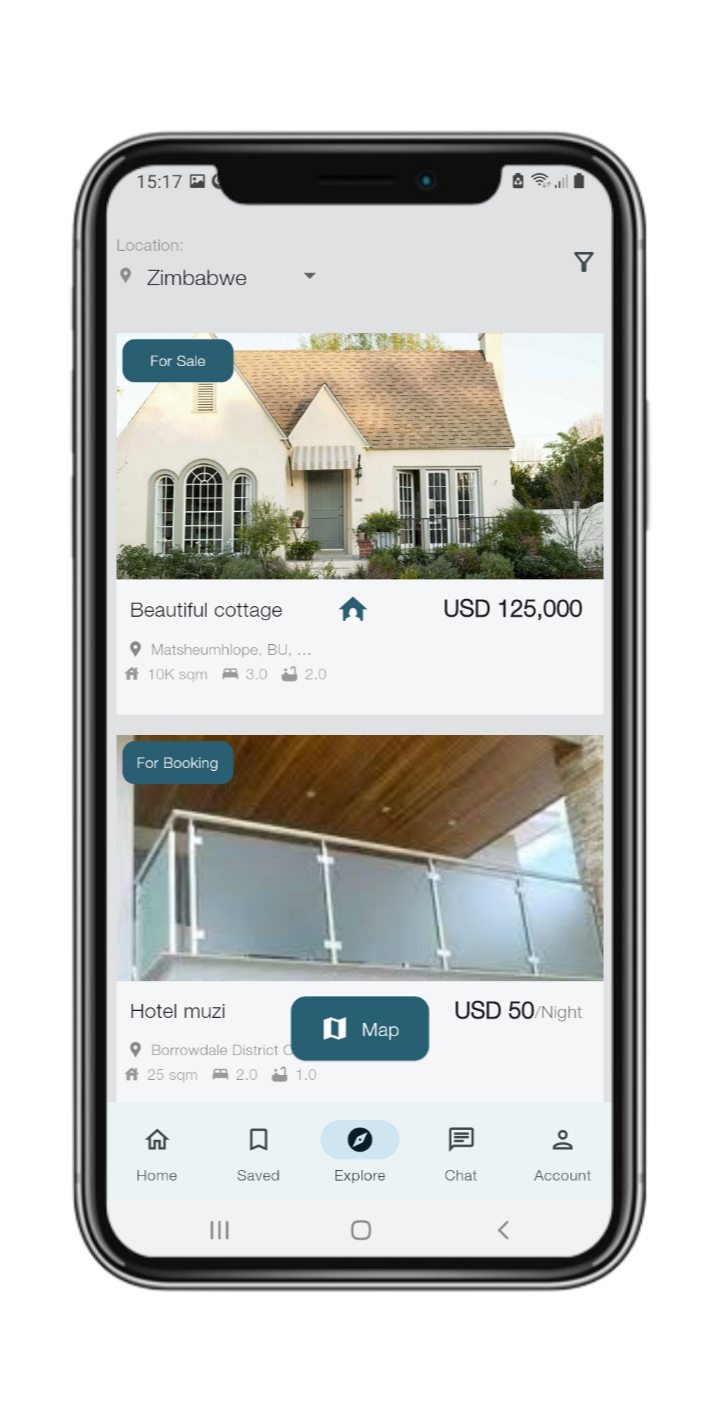 15:17
Location:
Zimbabwe
For Sale
Beautiful cottage USD 125,000
Matsheumhlope, BU, ...
10K sqm 3.0 2.0
For Booking
Hotel muzi USD 50/Night
Map
Borrowdale District
25 sqm 2.0 1.0
Home Saved Explore Chat Account